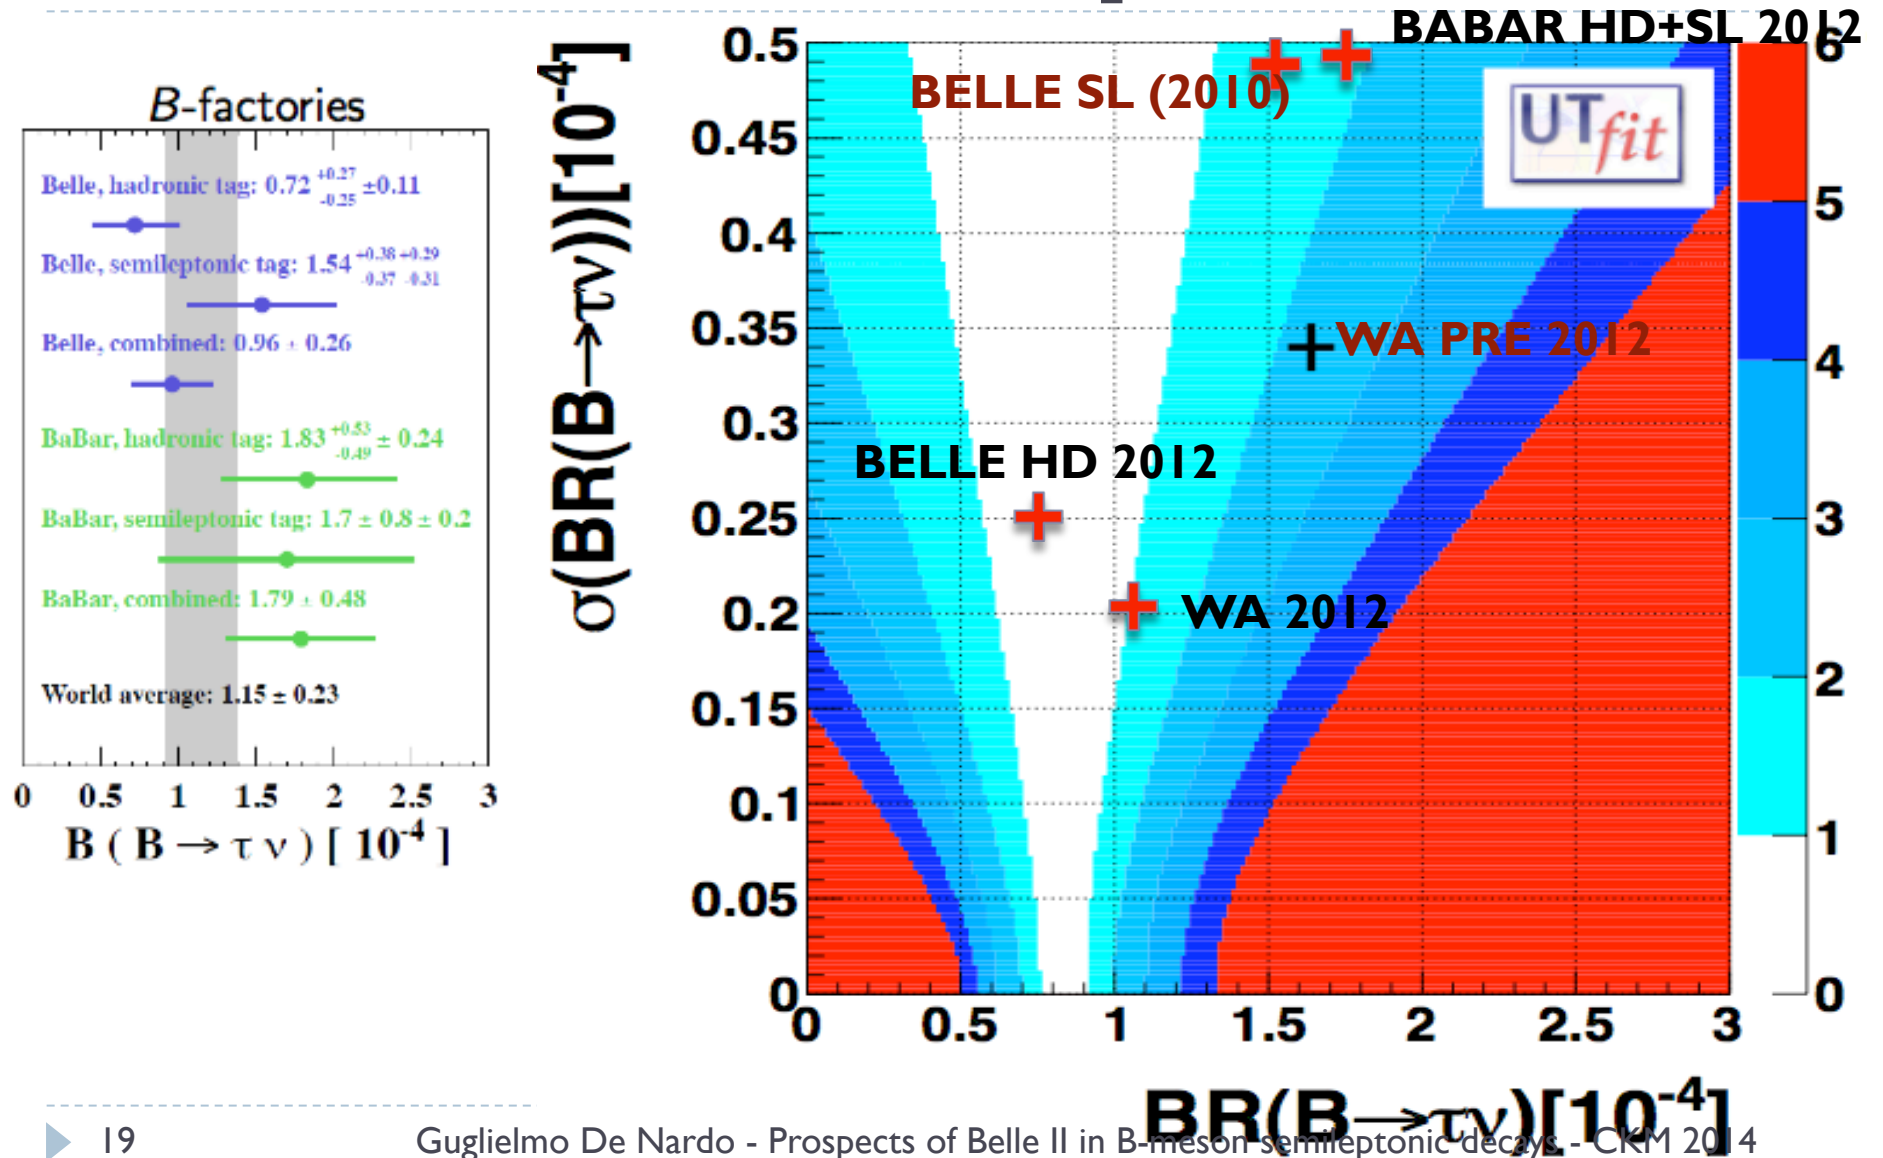 B-factories
Belle, hadronic tag: 0.72 +0.27 -0.25 ±0.11
Belle, semileptonic tag: 1.54 +0.38 +0.29 -0.37 -0.31
Belle, combined: 0.96 ± 0.26
BaBar, hadronic tag: 1.83 +0.53 -0.49 ± 0.24
BaBar, semileptonic tag: 1.7 ± 0.8 ± 0.2
BaBar, combined: 1.79 ± 0.48
World average: 1.15 ± 0.23
0 0.5 1 1.5 2 2.5 3
B ( B → τ ν ) [ 10-4 ]
σ(BR(B→τν))[10-4]
0.5
0.45
0.4
0.35
0.3
0.25
0.2
0.15
0.1
0.05
0
BABAR HD+SL 2012
BELLE SL (2010)
UTfit
WA PRE 2012
BELLE HD 2012
WA 2012
6
5
4
3
2
1
0
0 0.5 1 1.5 2 2.5 3
BR(B→τν)[10-4]
19
Guglielmo De Nardo - Prospects of Belle II in B-meson semileptonic decays - CKM 2014